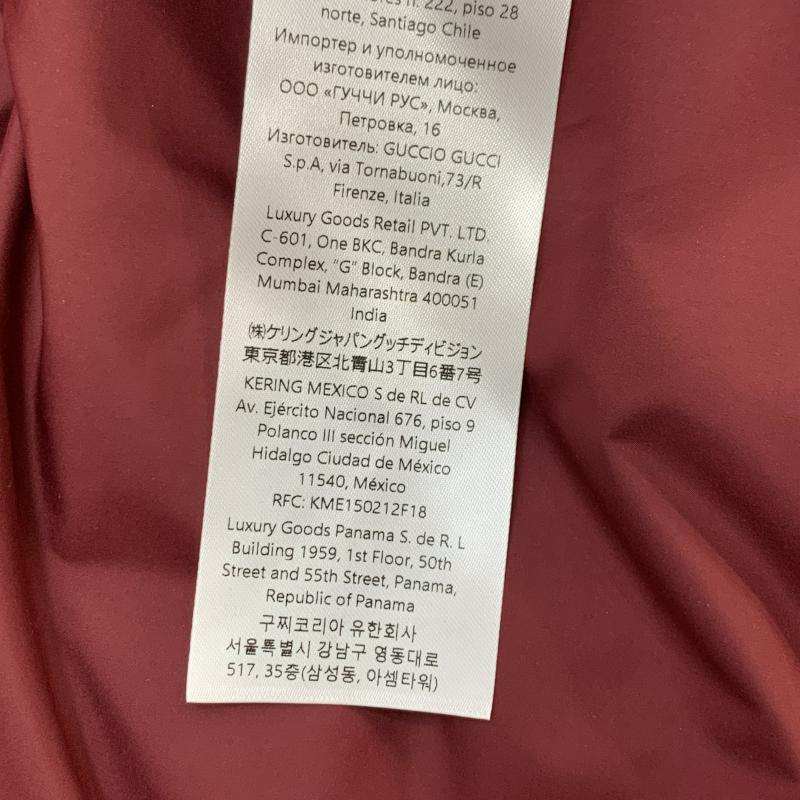 n. 222, piso 28
norte, Santiago Chile
Импортер и уполномоченное
изготовителем лицо:
ООО «ГУЧЧИ РУС», Москва,
Петровка, 16
Изготовитель: GUCCIO GUCCI
S.p.A, via Tornabuoni,73/R
Firenze, Italia
Luxury Goods Retail PVT. LTD.
C-601, One BKC, Bandra Kurla
Complex, "G" Block, Bandra (E)
Mumbai Maharashtra 400051
India
㈱ケリングジャパングッチディビジョン
東京都港区北青山3丁目6番7号
KERING MEXICO S de RL de CV
Av. Ejército Nacional 676, piso 9
Polanco III sección Miguel
Hidalgo Ciudad de México
11540, México
RFC: KME150212F18
Luxury Goods Panama S. de R. L
Building 1959, 1st Floor, 50th
Street and 55th Street, Panama,
Republic of Panama
구찌코리아 유한회사
서울특별시 강남구 영동대로
517, 35층(삼성동, 아셈타워)